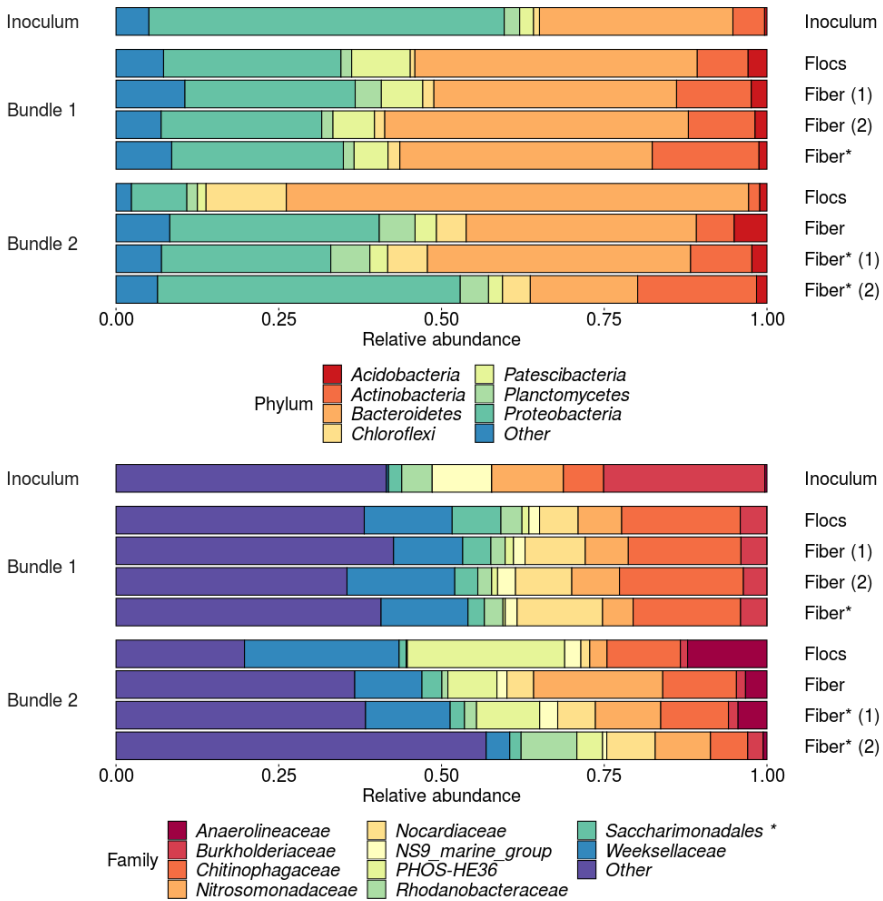 Inoculum Inoculum
Flocs
Bundle 1 Fiber (1)
Fiber (2)
Fiber*
Flocs
Bundle 2 Fiber
Fiber* (1)
Fiber* (2)
0.00 0.25 0.50 0.75 1.00
Relative abundance
Phylum
Acidobacteria Patescibacteria
Actinobacteria Planctomycetes
Bacteroidetes Proteobacteria
Chloroflexi Other
Inoculum Inoculum
Flocs
Bundle 1 Fiber (1)
Fiber (2)
Fiber*
Flocs
Bundle 2 Fiber
Fiber* (1)
Fiber* (2)
0.00 0.25 0.50 0.75 1.00
Relative abundance
Family
Anaerolineaceae Nocardiaceae Saccharimonadales *
Burkholderiaceae NS9_marine_group Weeksellaceae
Chitinophagaceae PHOS-HE36 Other
Nitrosomonadaceae Rhodanobacteraceae